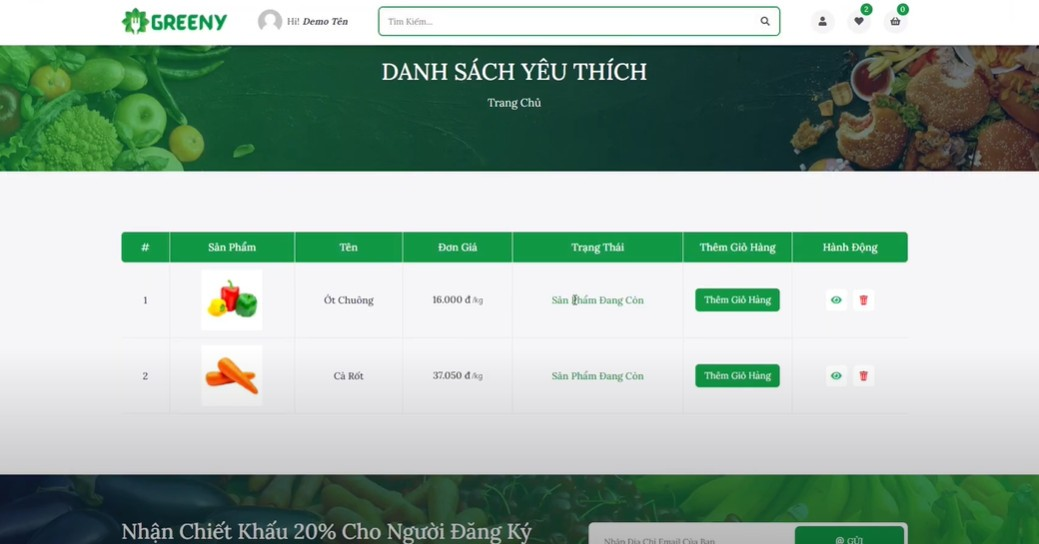 GREENY
Hi! Demo Tên
Tìm Kiếm...
2
0
DANH SÁCH YÊU THÍCH
Trang Chủ
# Sản Phẩm Tên Đơn Giá Trạng Thái Thêm Giỏ Hàng Hành Động
1 Ớt Chuông 16.000 đ/kg Sản Phẩm Đang Còn Thêm Giỏ Hàng
2 Cà Rốt 37.050 đ/kg Sản Phẩm Đang Còn Thêm Giỏ Hàng
Nhận Chiết Khấu 20% Cho Người Đăng Ký
Nhập Địa Chỉ Email Của Bạn
GỬI